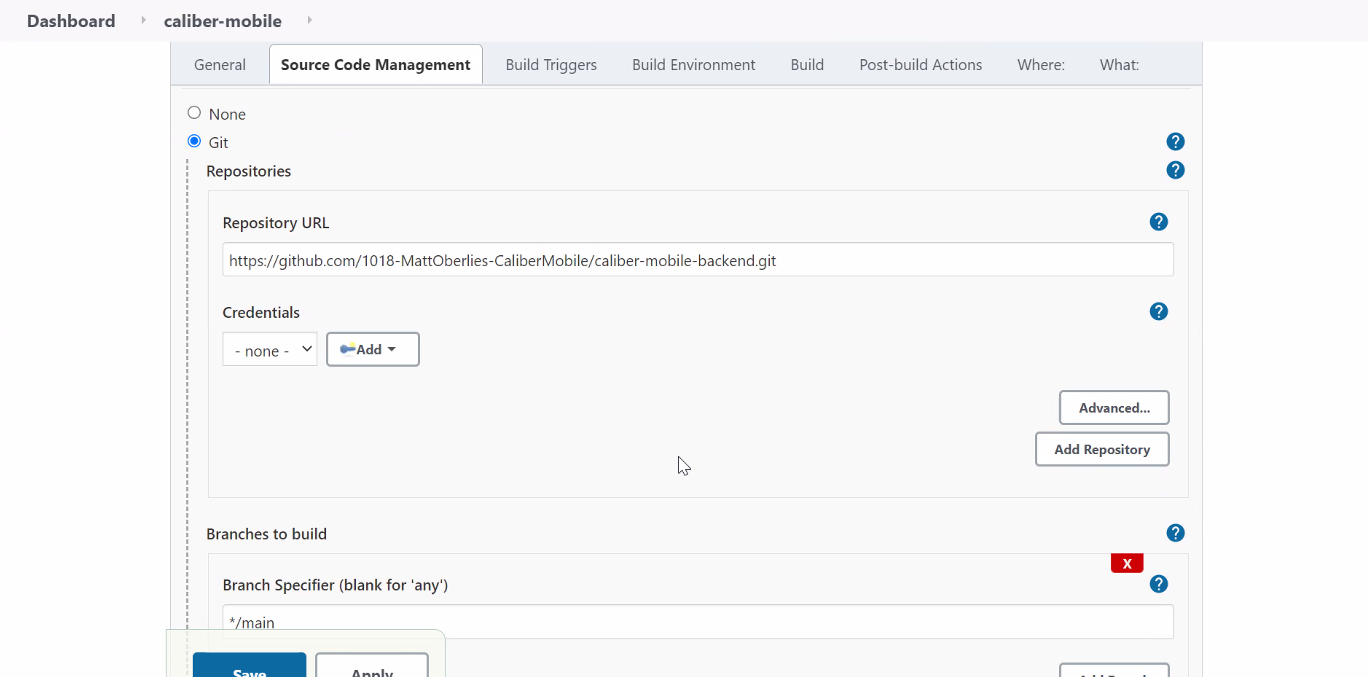 Dashboard caliber-mobile
General Source Code Management Build Triggers Build Environment Build Post-build Actions Where: What:
None
Git
?
Repositories
?
Repository URL
?
https://github.com/1018-MattOberlies-CaliberMobile/caliber-mobile-backend.git
Credentials
?
- none - Add
Advanced...
Add Repository
Branches to build
?
X
Branch Specifier (blank for 'any')
?
*/main
Save Apply